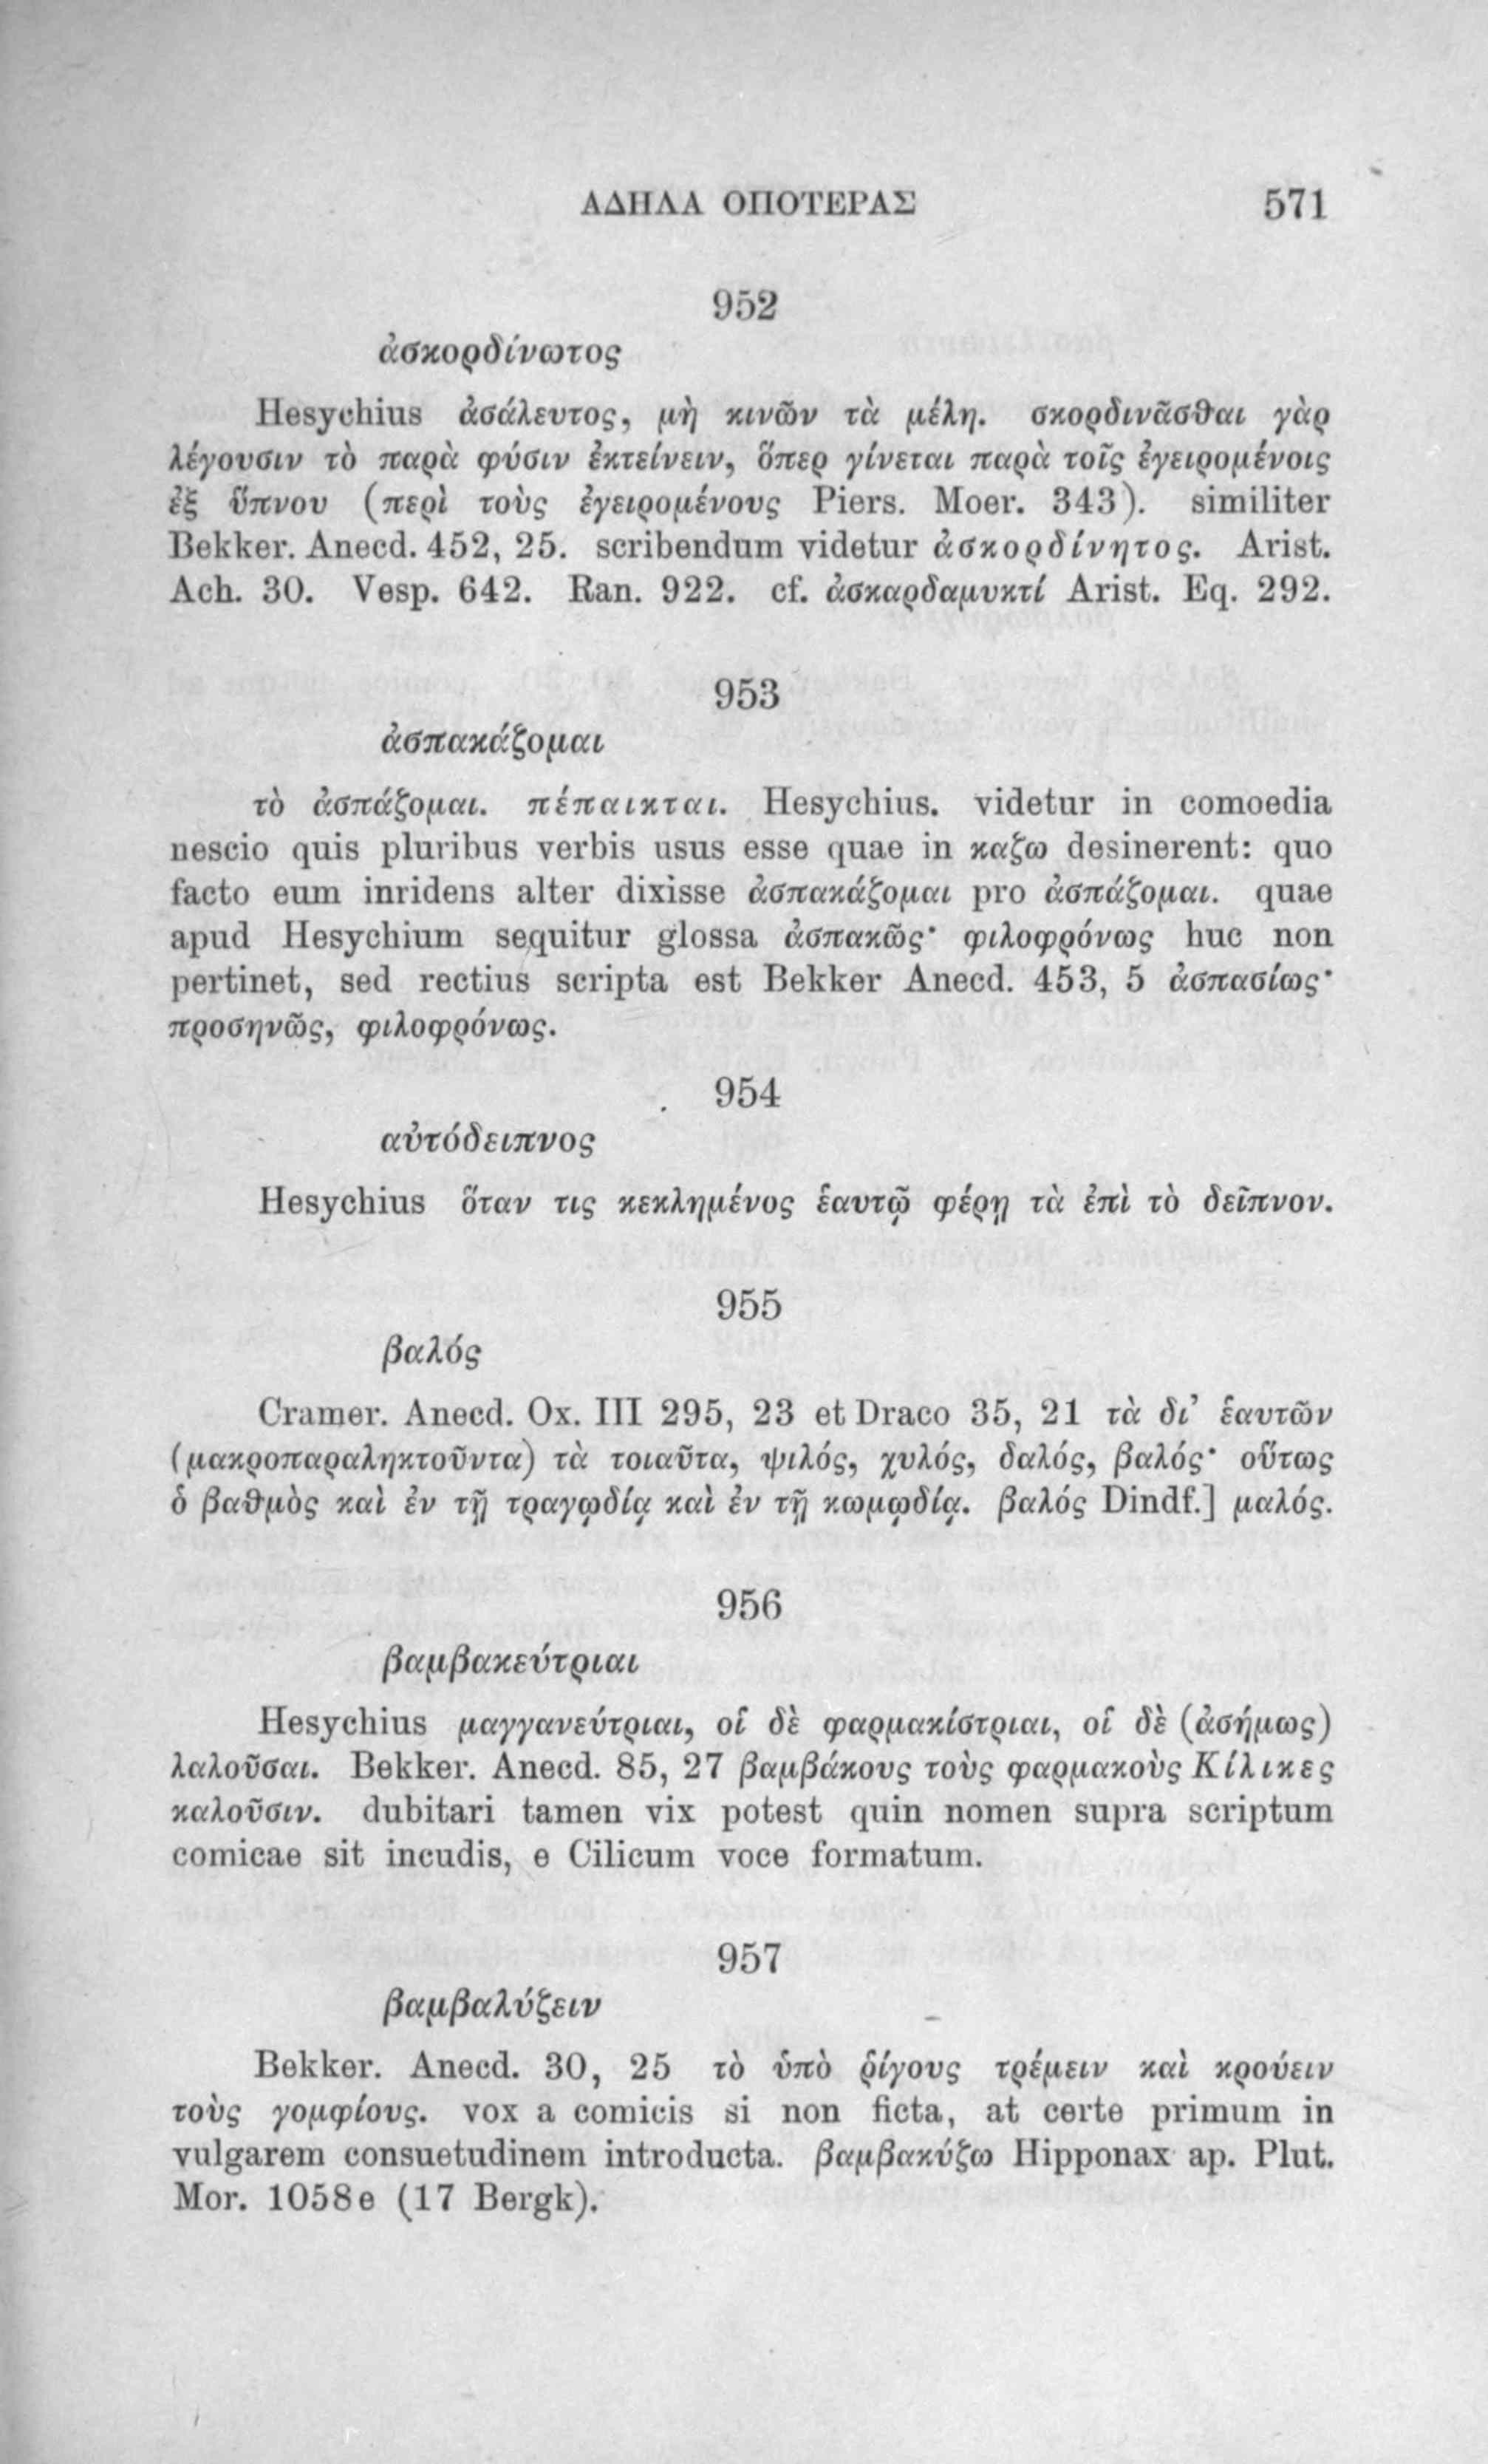 ΑΔΗΛΑ ΟΠΟΤΕΡΑΣ 571
952
ἀσκορδίνωτος
Hesychius ἀσάλευτος, μὴ κινῶν τὰ μέλη. σκορδινᾶσθαι γὰρ
λέγουσιν τὸ παρὰ φύσιν ἐκτείνειν, ὅπερ γίνεται παρὰ τοῖς ἐγειρομένοις
ἐξ ὕπνου (περὶ τοὺς ἐγειρομένους Piers. Moer. 343). similiter
Bekker. Anecd. 452, 25. scribendum videtur ἀσκορδίνητος. Arist.
Ach. 30. Vesp. 642. Ran. 922. cf. ἀσκαρδαμυκτί Arist. Eq. 292.
953
ἀσπακάζομαι
τὸ ἀσπάζομαι. πέπαικται. Hesychius. videtur in comoedia
nescio quis pluribus verbis usus esse quae in καζω desinerent: quo
facto eum inridens alter dixisse ἀσπακάζομαι pro ἀσπάζομαι. quae
apud Hesychium sequitur glossa ἀσπακῶς· φιλοφρόνως huc non
pertinet, sed rectius scripta est Bekker Anecd. 453, 5 ἀσπασίως·
προσηνῶς, φιλοφρόνως.
954
αὐτόδειπνος
Hesychius ὅταν τις κεκλημένος ἑαυτῷ φέρῃ τὰ ἐπὶ τὸ δεῖπνον.
955
βαλός
Cramer. Anecd. Ox. III 295, 23 et Draco 35, 21 τὰ δι’ ἑαυτῶν
(μακροπαραληκτοῦντα) τὰ τοιαῦτα, ψιλός, χυλός, δαλός, βαλός· οὕτως
ὁ βαθμὸς καὶ ἐν τῇ τραγῳδίᾳ καὶ ἐν τῇ κωμῳδίᾳ. βαλός Dindf.] μαλός.
956
βαμβακεύτριαι
Hesychius μαγγανεύτριαι, οἱ δὲ φαρμακίστριαι, οἱ δὲ (ἀσήμως)
λαλοῦσαι. Bekker. Anecd. 85, 27 βαμβάκους τοὺς φαρμακοὺς Κίλικες
καλοῦσιν. dubitari tamen vix potest quin nomen supra scriptum
comicae sit incudis, e Cilicum voce formatum.
957
βαμβαλύζειν
Bekker. Anecd. 30, 25 τὸ ὑπὸ ῥίγους τρέμειν καὶ κρούειν
τοὺς γομφίους. vox a comicis si non ficta, at certe primum in
vulgarem consuetudinem introducta. βαμβακύζω Hipponax ap. Plut.
Mor. 1058e (17 Bergk).